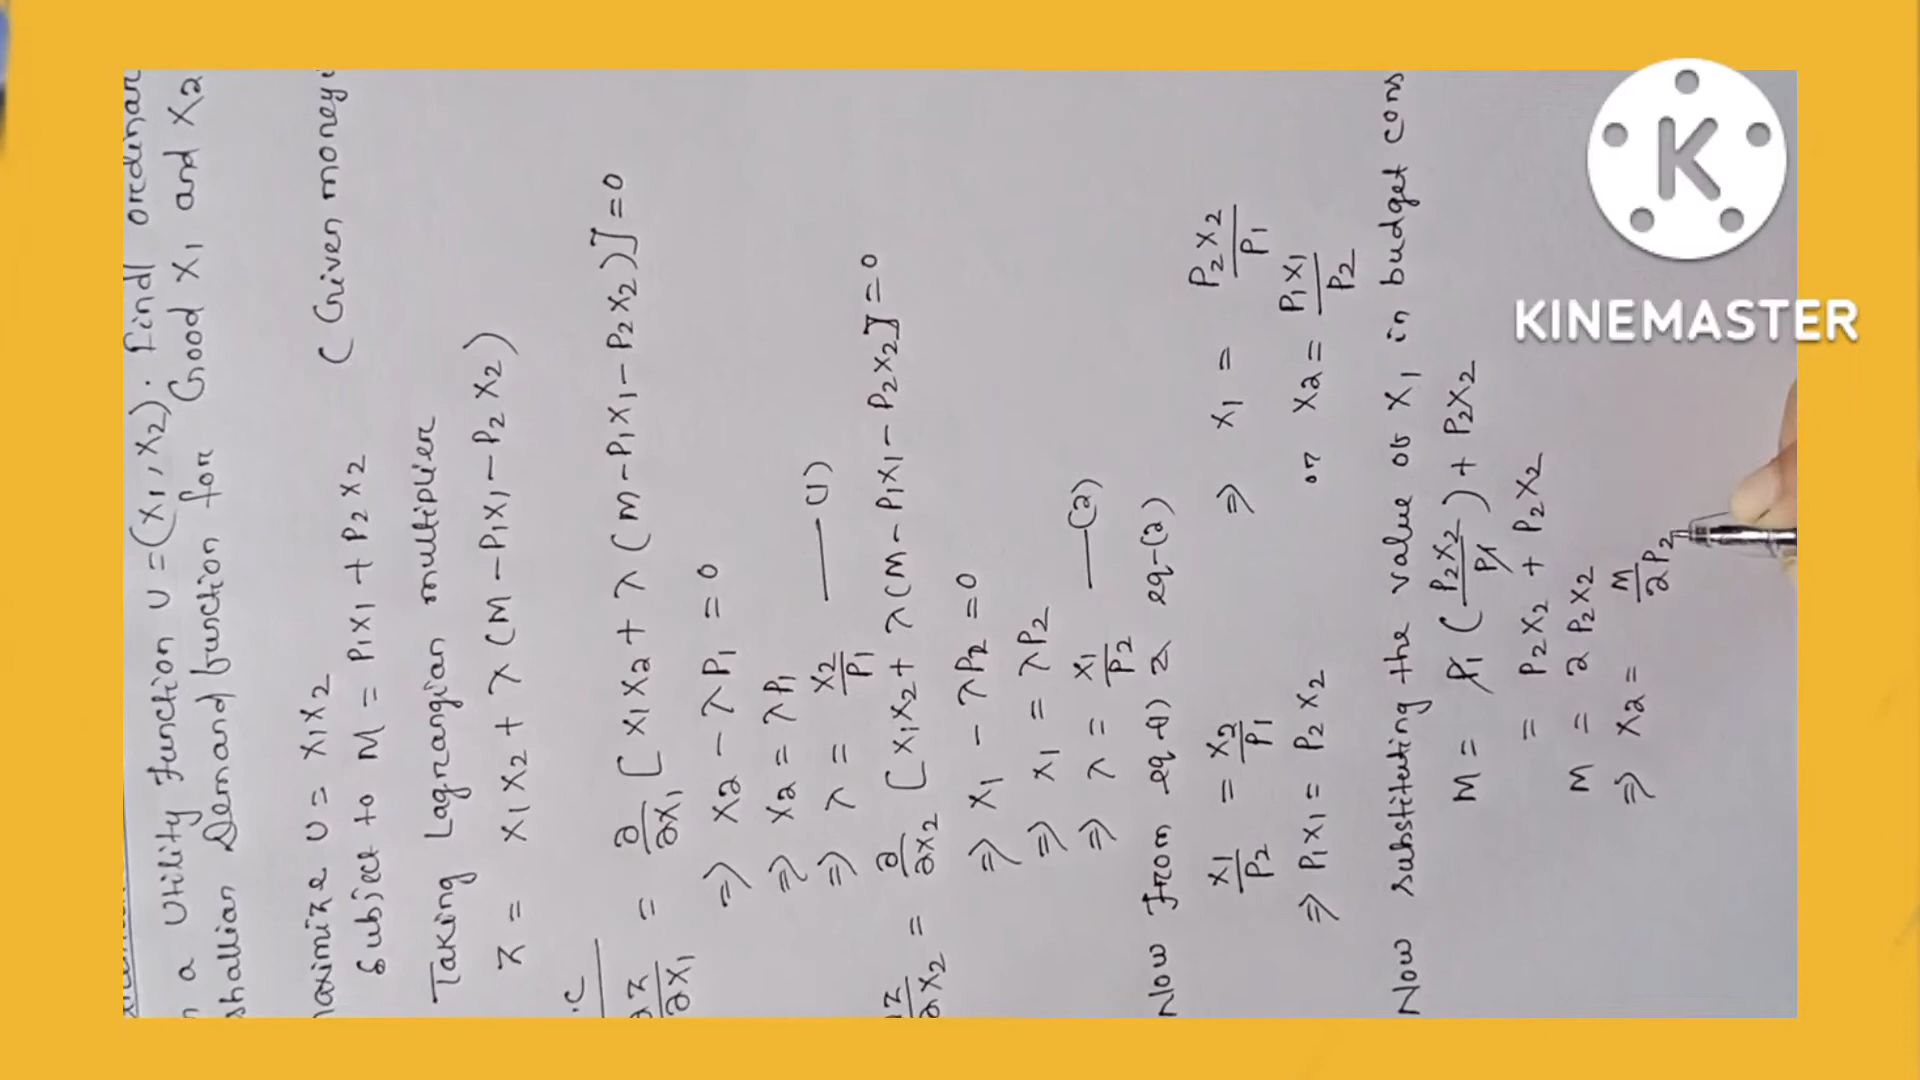 a Utility Function U = (x1, x2). Find ordinar
shallian Demand function for Good X1 and X2
maximize U = x1x2
Subject to M = P1x1 + P2x2 (Given money
Taking Lagrangian multiplier
Z = x1x2 + λ(M - P1x1 - P2x2)
.C
∂Z/∂x1 = ∂/∂x1 [x1x2 + λ(M - P1x1 - P2x2)] = 0
⇒ x2 - λP1 = 0
⇒ x2 = λP1
⇒ λ = x2/P1 —(1)
∂Z/∂x2 = ∂/∂x2 [x1x2 + λ(M - P1x1 - P2x2] = 0
⇒ x1 - λP2 = 0
⇒ x1 = λP2
⇒ λ = x1/P2 —(2)
Now From eq-(1) & eq-(2)
x1/P2 = x2/P1 ⇒ x1 = P2x2/P1
⇒ P1x1 = P2x2 or x2 = P1x1/P2
Now substituting the value of x1 in budget cons
M = P1(P2x2/P1) + P2x2
= P2x2 + P2x2
M = 2P2x2
⇒ x2 = M/2P2
K
KINEMASTER